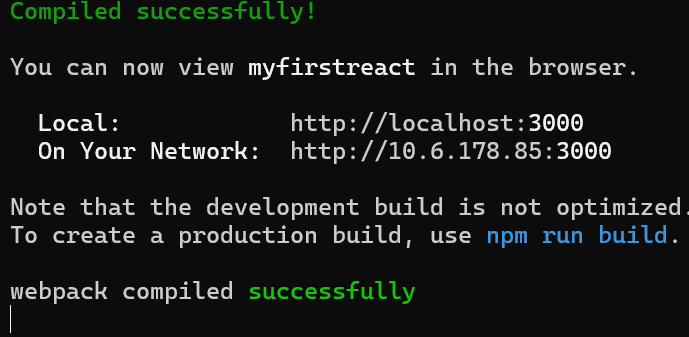 Compiled successfully!
You can now view myfirstreact in the browser.
Local: http://localhost:3000
On Your Network: http://10.6.178.85:3000
Note that the development build is not optimized.
To create a production build, use npm run build.
webpack compiled successfully